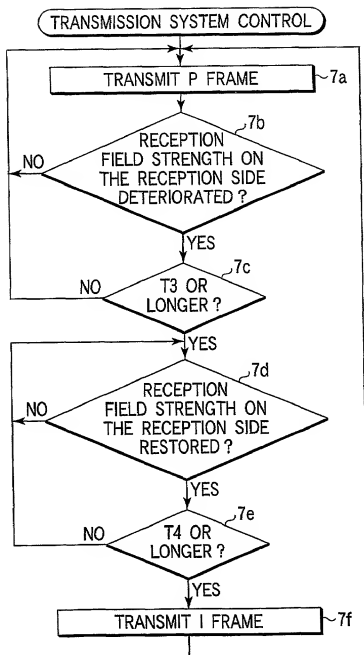 TRANSMISSION SYSTEM CONTROL
TRANSMIT P FRAME
7a
7b
RECEPTION
FIELD STRENGTH ON
THE RECEPTION SIDE
DETERIORATED ?
NO
YES
7c
T3 OR
LONGER ?
NO
YES
7d
RECEPTION
FIELD STRENGTH ON
THE RECEPTION SIDE
RESTORED ?
NO
YES
7e
T4 OR
LONGER ?
NO
YES
TRANSMIT I FRAME
7f